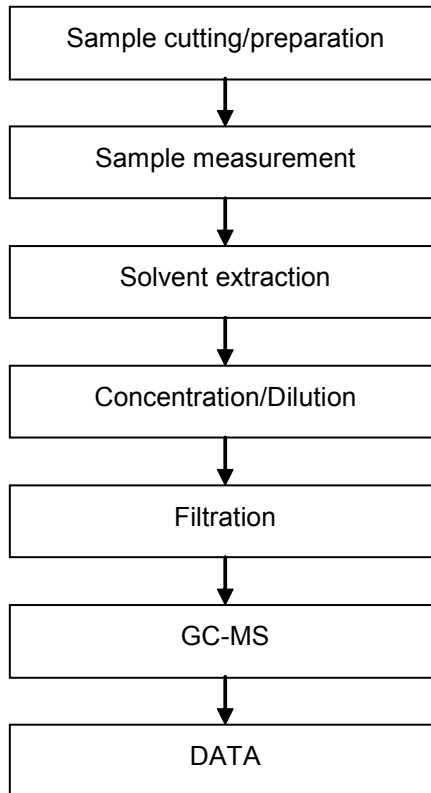 Sample cutting/preparation
Sample measurement
Solvent extraction
Concentration/Dilution
Filtration
GC-MS
DATA